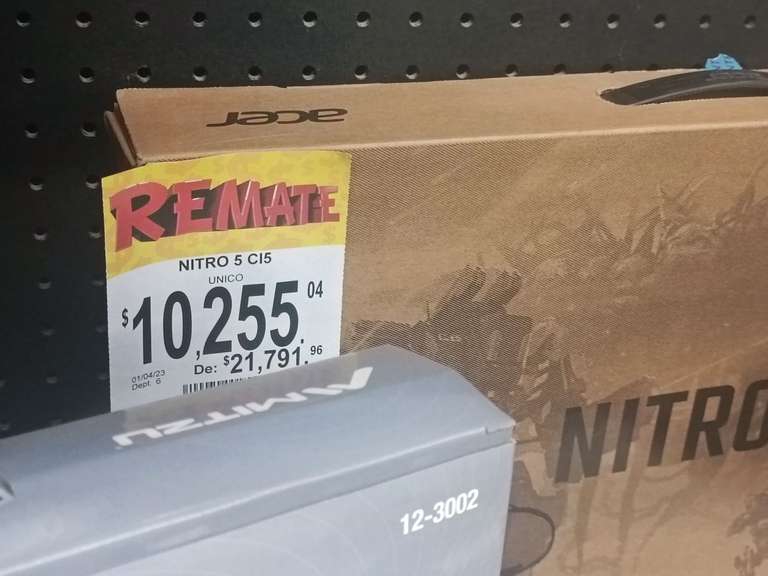 acer
REMATE
NITRO 5 CI5
UNICO
$10,255.04
De: $21,791.96
01/04/23
Dept. 6
MITZU
12-3002
NITRO